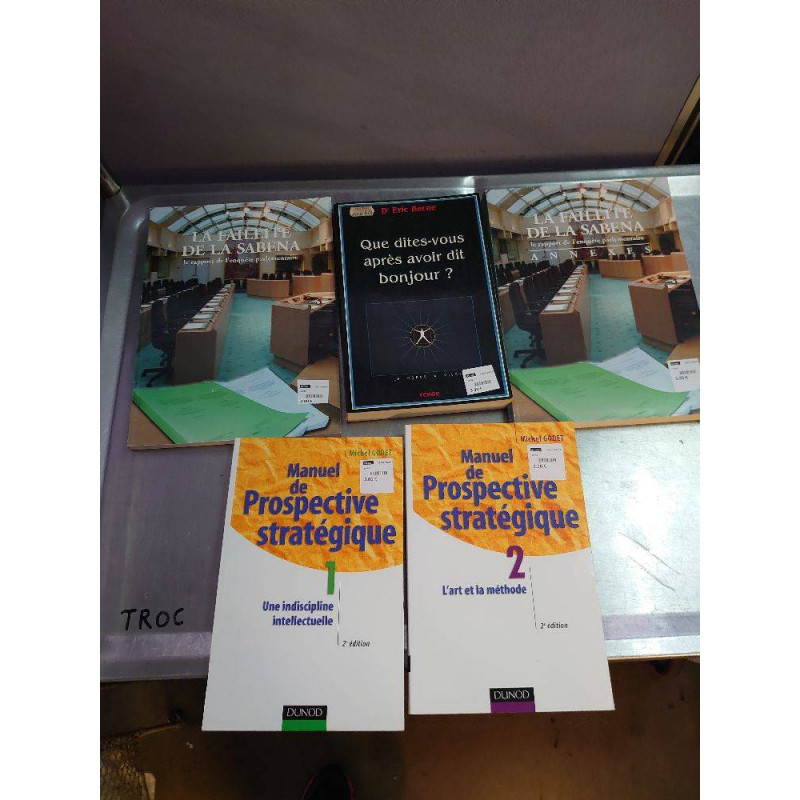 LA FAILLITE
DE LA SABENA
le rapport de l'enquête parlementaire
Dr Eric Berne
Que dites-vous
après avoir dit
bonjour ?
TCHOU
LA FAILLITE
DE LA SABENA
le rapport de l'enquête parlementaire
ANNEXES
Michel GODET
Manuel
de
Prospective
stratégique
1
Une indiscipline
intellectuelle
2e édition
DUNOD
Michel GODET
Manuel
de
Prospective
stratégique
2
L'art et la méthode
2e édition
DUNOD
TROC